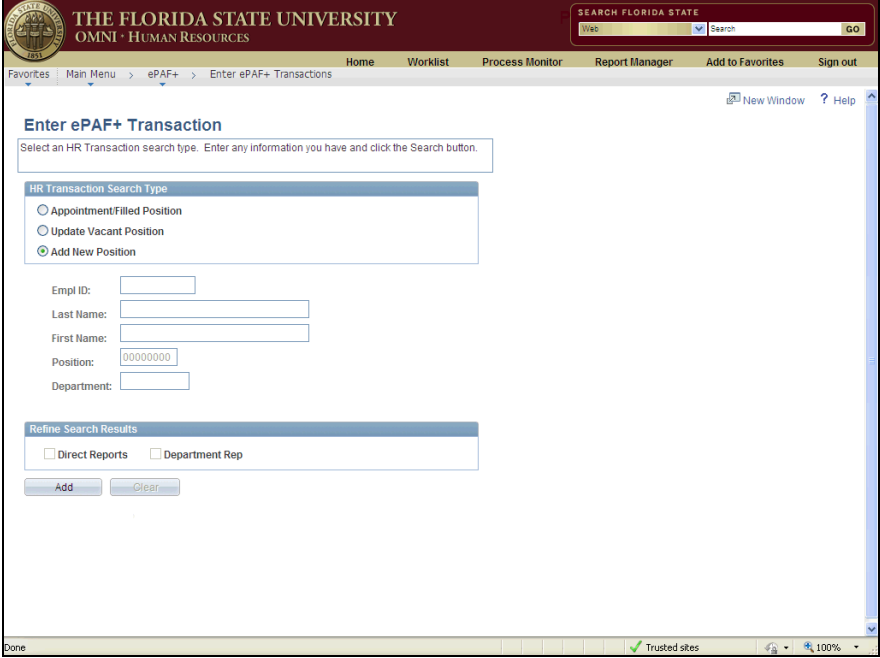 THE FLORIDA STATE UNIVERSITY
OMNI · HUMAN RESOURCES
1851
SEARCH FLORIDA STATE
Web
Search
GO
Home Worklist Process Monitor Report Manager Add to Favorites Sign out
Favorites Main Menu > ePAF+ > Enter ePAF+ Transactions
New Window ? Help
Enter ePAF+ Transaction
Select an HR Transaction search type. Enter any information you have and click the Search button.
HR Transaction Search Type
Appointment/Filled Position
Update Vacant Position
Add New Position
Empl ID:
Last Name:
First Name:
Position: 00000000
Department:
Refine Search Results
Direct Reports Department Rep
Add Clear
Done Trusted sites 100%